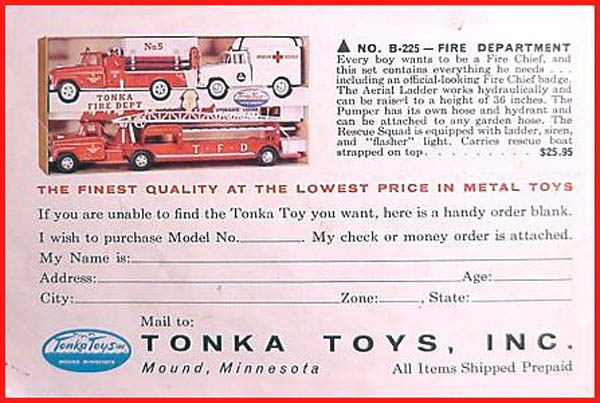 ▲ NO. B-225 — FIRE DEPARTMENT
Every boy wants to be a Fire Chief, and
this set contains everything he needs . . .
including an official-looking Fire Chief badge.
The Aerial Ladder works hydraulically and
can be raised to a height of 36 inches. The
Pumper has its own hose and hydrant and
can be attached to any garden hose. The
Rescue Squad is equipped with ladder, siren,
and "flasher" light. Carries rescue boat
strapped on top . . . . . . . . . $25.95
No.5
TONKA
FIRE DEPT
T·F·D
THE FINEST QUALITY AT THE LOWEST PRICE IN METAL TOYS
If you are unable to find the Tonka Toy you want, here is a handy order blank.
I wish to purchase Model No.________. My check or money order is attached.
My Name is:
Address: Age:
City: Zone: , State:
Mail to:
Tonka Toys INC.
MOUND MINNESOTA
TONKA TOYS, INC.
Mound, Minnesota All Items Shipped Prepaid